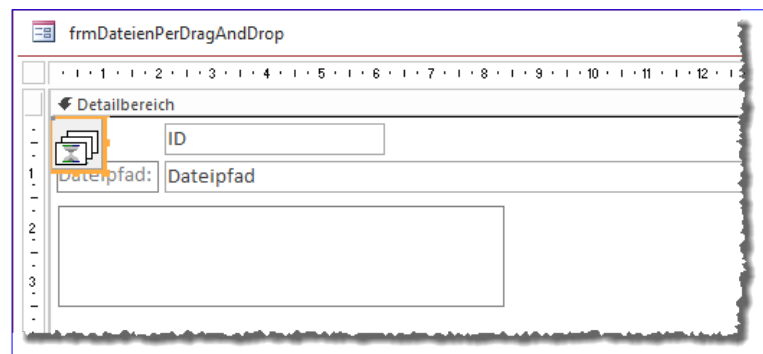 frmDateienPerDragAndDrop
1 2 3 4 5 6 7 8 9 10 11 12
Detailbereich
ID
1 Dateipfad: Dateipfad
2
3